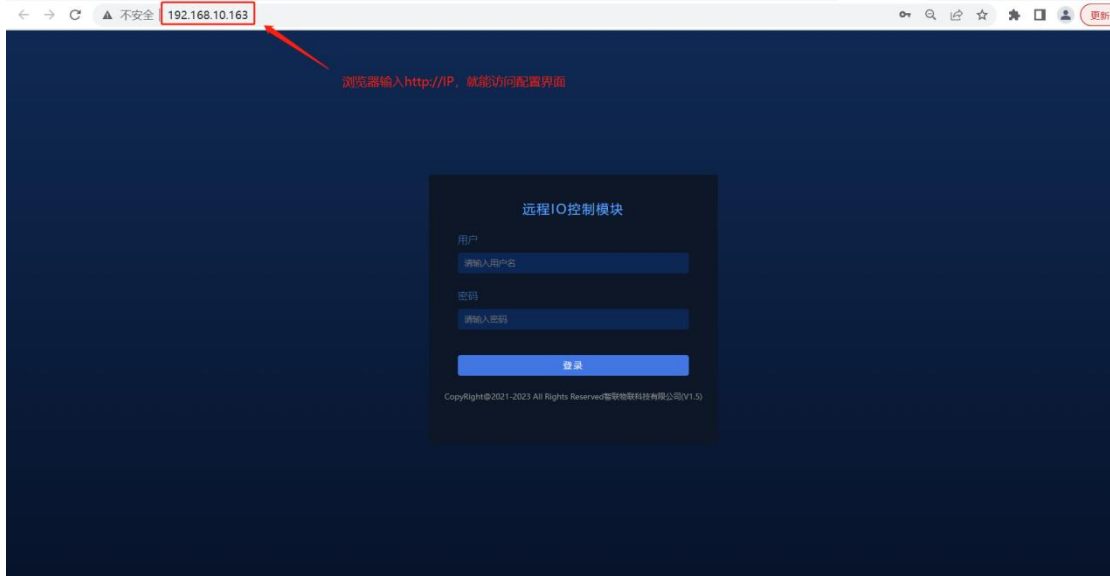 不安全 192.168.10.163
更新
浏览器输入http://IP，就能访问配置界面
远程IO控制模块
用户
请输入用户名
密码
请输入密码
登录
CopyRight@2021-2023 All Rights Reserved智联物联科技有限公司(V1.5)